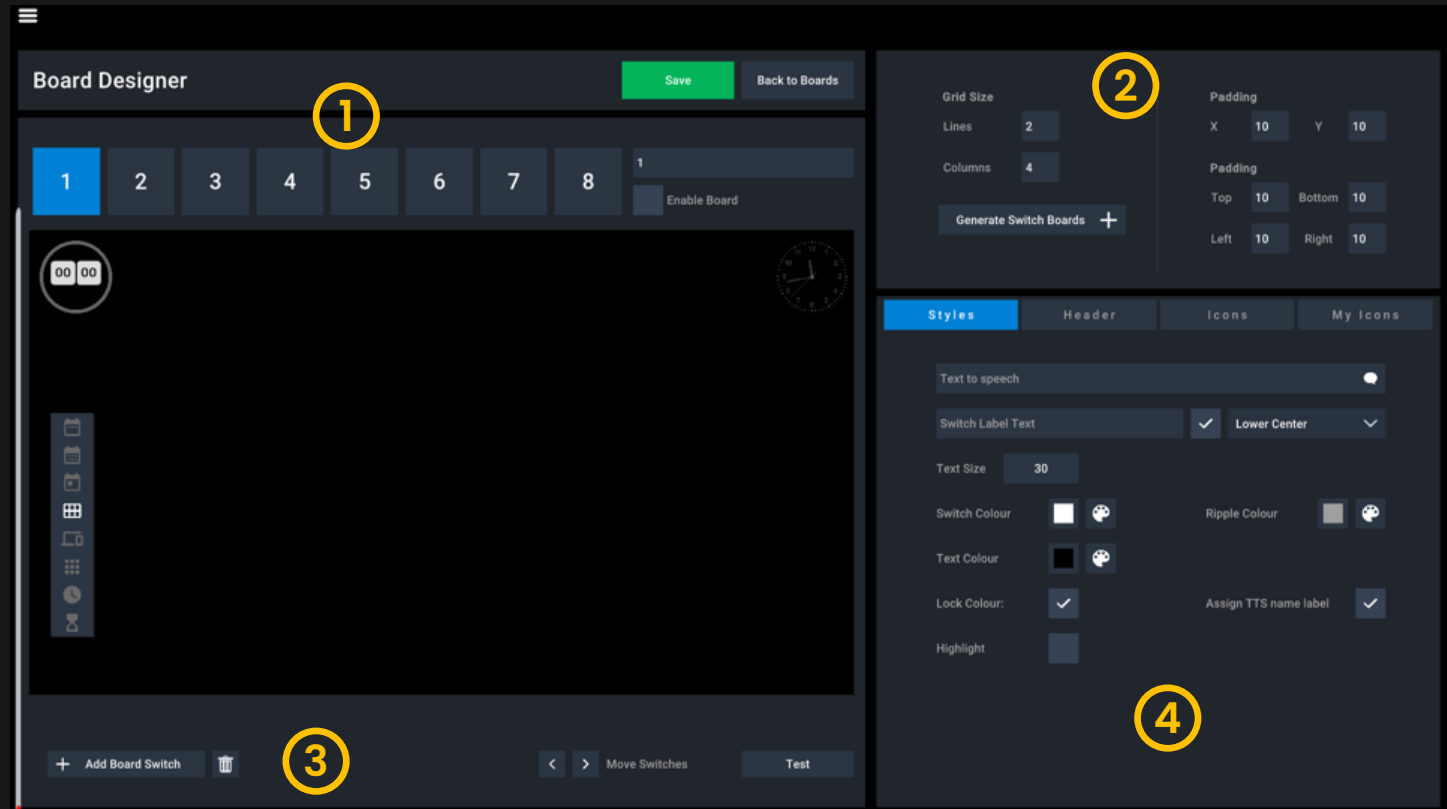 Board Designer
Save
Back to Boards
1
1 2 3 4 5 6 7 8
1
Enable Board
00 00
12
Add Board Switch
3
Move Switches
Test
2
Grid Size
Lines 2
Columns 4
Generate Switch Boards
Padding
X 10 Y 10
Padding
Top 10 Bottom 10
Left 10 Right 10
Styles Header Icons My Icons
Text to speech
Switch Label Text Lower Center
Text Size 30
Switch Colour Ripple Colour
Text Colour
Lock Colour: Assign TTS name label
Highlight
4